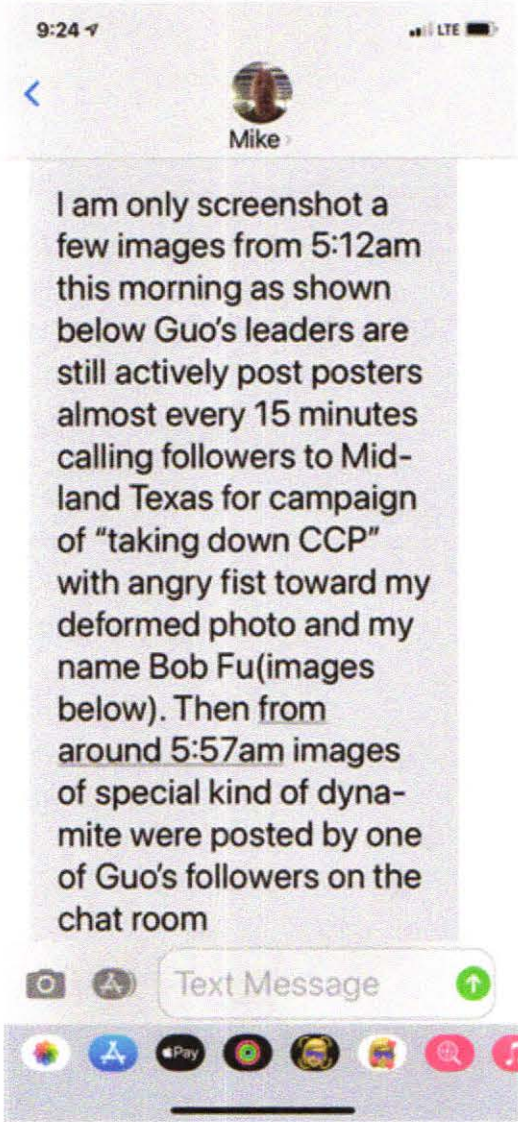 9:24
LTE
Mike
I am only screenshot a
few images from 5:12am
this morning as shown
below Guo's leaders are
still actively post posters
almost every 15 minutes
calling followers to Mid-
land Texas for campaign
of “taking down CCP”
with angry fist toward my
deformed photo and my
name Bob Fu(images
below). Then from
around 5:57am images
of special kind of dyna-
mite were posted by one
of Guo's followers on the
chat room
Text Message
Pay